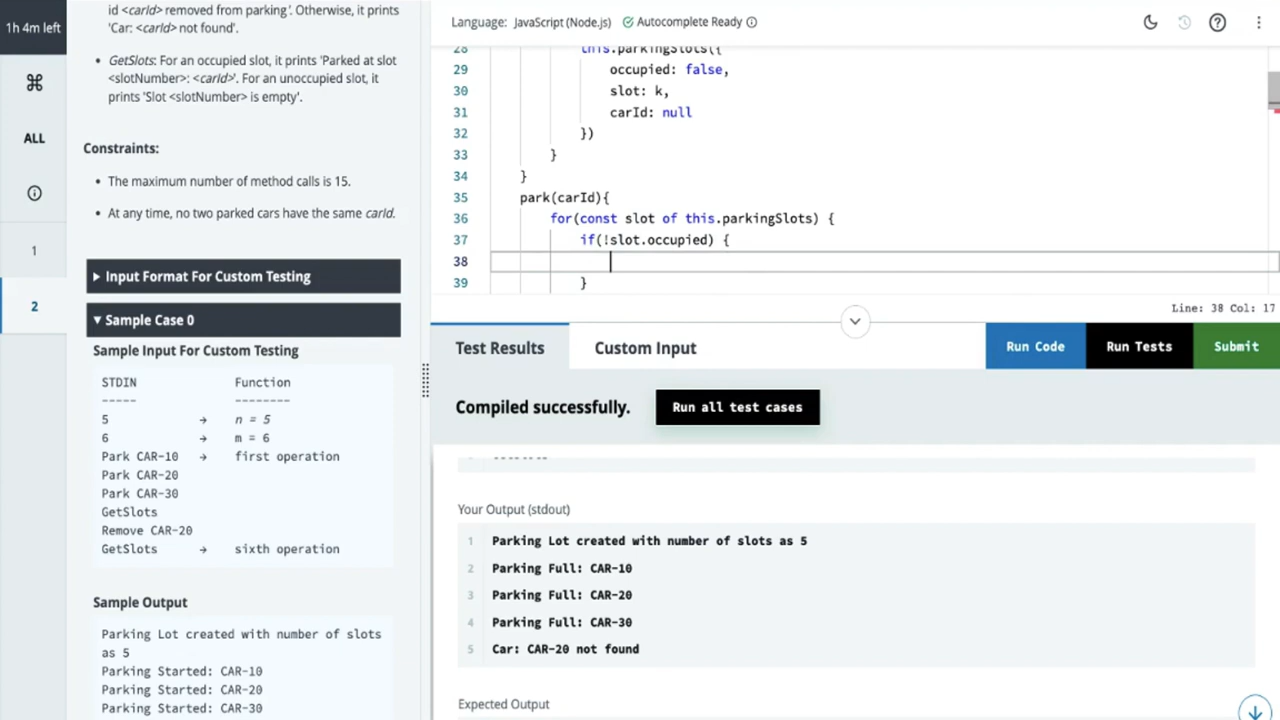 1h 4m left
ALL
1
2
id <carId> removed from parking'. Otherwise, it prints
'Car: <carId> not found'.
• GetSlots: For an occupied slot, it prints 'Parked at slot
<slotNumber>: <carId>'. For an unoccupied slot, it
prints 'Slot <slotNumber> is empty'.
Constraints:
• The maximum number of method calls is 15.
• At any time, no two parked cars have the same carId.
▶ Input Format For Custom Testing
▼ Sample Case 0
Sample Input For Custom Testing
STDIN Function
----- --------
5 → n = 5
6 → m = 6
Park CAR-10 → first operation
Park CAR-20
Park CAR-30
GetSlots
Remove CAR-20
GetSlots → sixth operation
Sample Output
Parking Lot created with number of slots
as 5
Parking Started: CAR-10
Parking Started: CAR-20
Parking Started: CAR-30
Language: JavaScript (Node.js) Autocomplete Ready
28 this.parkingSlots({
29 occupied: false,
30 slot: k,
31 carId: null
32 })
33 }
34 }
35 park(carId){
36 for(const slot of this.parkingSlots) {
37 if(!slot.occupied) {
38
39 }
Line: 38 Col: 17
Test Results Custom Input Run Code Run Tests Submit
Compiled successfully. Run all test cases
Your Output (stdout)
1 Parking Lot created with number of slots as 5
2 Parking Full: CAR-10
3 Parking Full: CAR-20
4 Parking Full: CAR-30
5 Car: CAR-20 not found
Expected Output